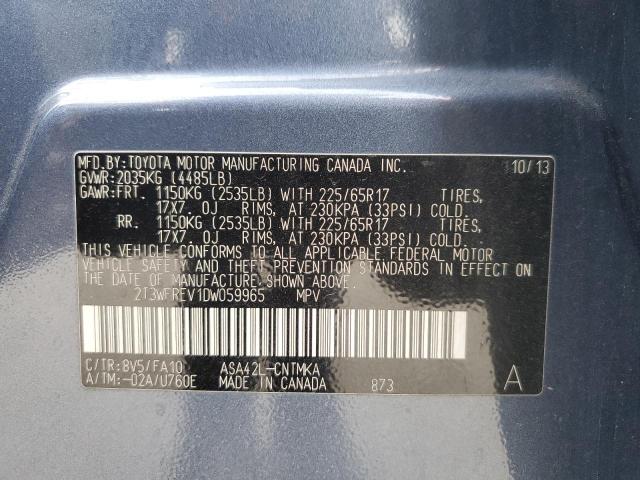 MFD.BY:TOYOTA MOTOR MANUFACTURING CANADA INC. 10/13
GVWR:2035KG (4485LB)
GAWR:FRT. 1150KG (2535LB) WITH 225/65R17 TIRES,
17X7.0J RIMS, AT 230KPA (33PSI) COLD.
RR. 1150KG (2535LB) WITH 225/65R17 TIRES,
17X7.0J RIMS, AT 230KPA (33PSI) COLD.
THIS VEHICLE CONFORMS TO ALL APPLICABLE FEDERAL MOTOR
VEHICLE SAFETY AND THEFT PREVENTION STANDARDS IN EFFECT ON
THE DATE OF MANUFACTURE SHOWN ABOVE.
2T3WFREV1DW059965 MPV
C/TR:8V5/FA10 ASA42L-CNTMKA
A/TM:-02A/U760E MADE IN CANADA 873 A